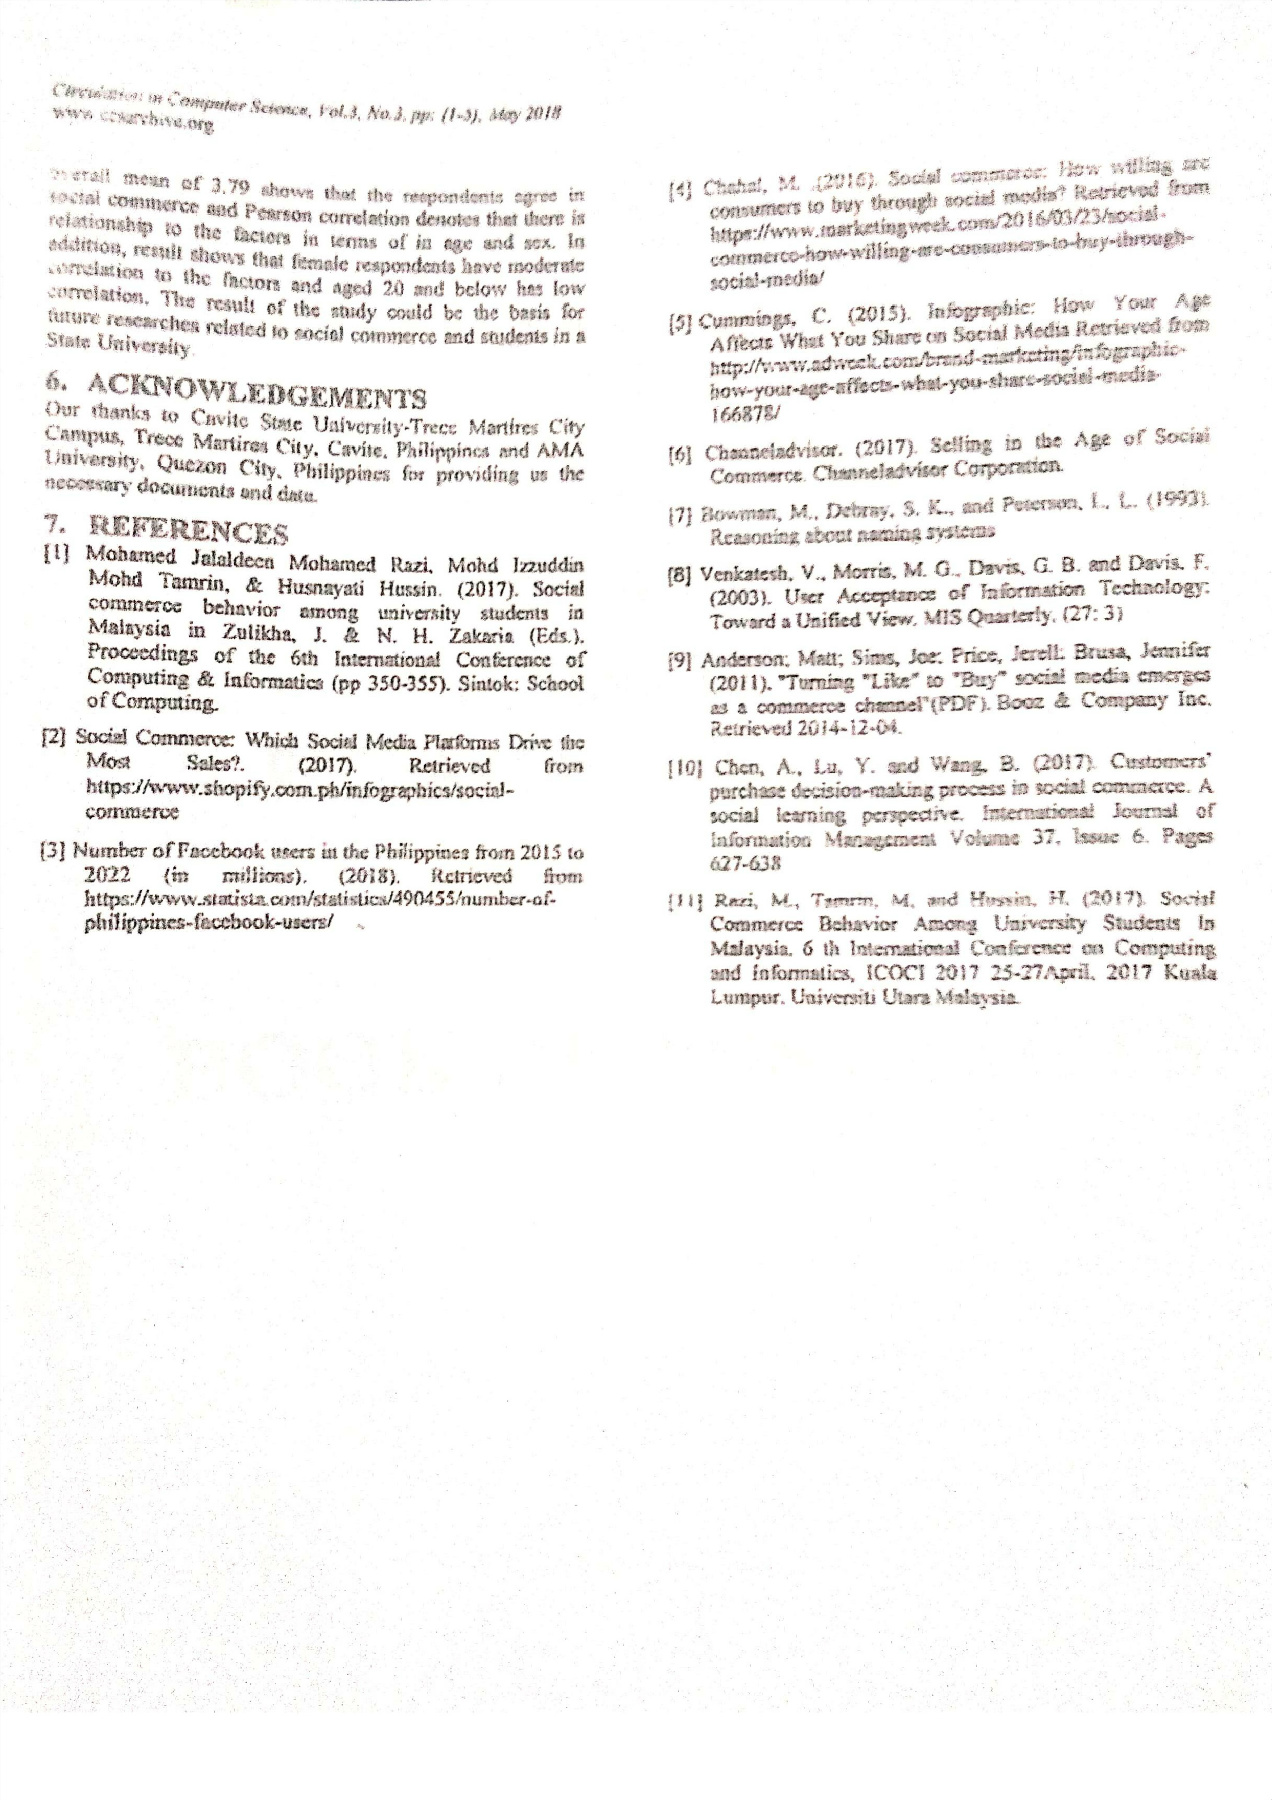 Circulation in Computer Science, Vol.3, No.3, pp: (1-5), May 2018
www.ccsarchive.org
overall mean of 3.79 shows that the respondents agree in
social commerce and Pearson correlation denotes that there is
relationship to the factors in terms of in age and sex. In
addition, result shows that female respondents have moderate
correlation to the factors and aged 20 and below has low
correlation. The result of the study could be the basis for
future researches related to social commerce and students in a
State University.
6. ACKNOWLEDGEMENTS
Our thanks to Cavite State University-Trece Martires City
Campus, Trece Martires City, Cavite, Philippines and AMA
University, Quezon City, Philippines for providing us the
necessary documents and data.
7. REFERENCES
[1] Mohamed Jalaldeen Mohamed Razi, Mohd Izzuddin
Mohd Tamrin, & Husnayati Hussin. (2017). Social
commerce behavior among university students in
Malaysia in Zulikha, J. & N. H. Zakaria (Eds.).
Proceedings of the 6th International Conference of
Computing & Informatics (pp 350-355). Sintok: School
of Computing.
[2] Social Commerce: Which Social Media Platforms Drive the
Most Sales?. (2017). Retrieved from
https://www.shopify.com.ph/infographics/social-
commerce
[3] Number of Facebook users in the Philippines from 2015 to
2022 (in millions). (2018). Retrieved from
https://www.statista.com/statistics/490455/number-of-
philippines-facebook-users/
[4] Chahal, M. .(2016). Social commerce: How willing are
consumers to buy through social media? Retrieved from
https://www.marketingweek.com/2016/03/23/social-
commerce-how-willing-are-consumers-to-buy-through-
social-media/
[5] Cummings, C. (2015). Infographic: How Your Age
Affects What You Share on Social Media Retrieved from
http://www.adweek.com/brand-marketing/infographic-
how-your-age-affects-what-you-share-social-media-
166878/
[6] Channeladvisor. (2017). Selling in the Age of Social
Commerce. Channeladvisor Corporation.
[7] Bowman, M., Debray, S. K., and Peterson, L. L. (1993).
Reasoning about naming systems
[8] Venkatesh, V., Morris, M. G., Davis, G. B. and Davis, F.
(2003). User Acceptance of Information Technology:
Toward a Unified View, MIS Quarterly, (27: 3)
[9] Anderson; Matt; Sims, Joe; Price, Jerell; Brusa, Jennifer
(2011). "Turning "Like" to "Buy" social media emerges
as a commerce channel"(PDF). Booz & Company Inc.
Retrieved 2014-12-04.
[10] Chen, A., Lu, Y. and Wang, B. (2017). Customers'
purchase decision-making process in social commerce. A
social learning perspective. International Journal of
Information Management Volume 37, Issue 6. Pages
627-638
[11] Razi, M., Tamrin, M. and Hussin, H. (2017). Social
Commerce Behavior Among University Students In
Malaysia. 6 th International Conference on Computing
and Informatics, ICOCI 2017 25-27April, 2017 Kuala
Lumpur. Universiti Utara Malaysia.